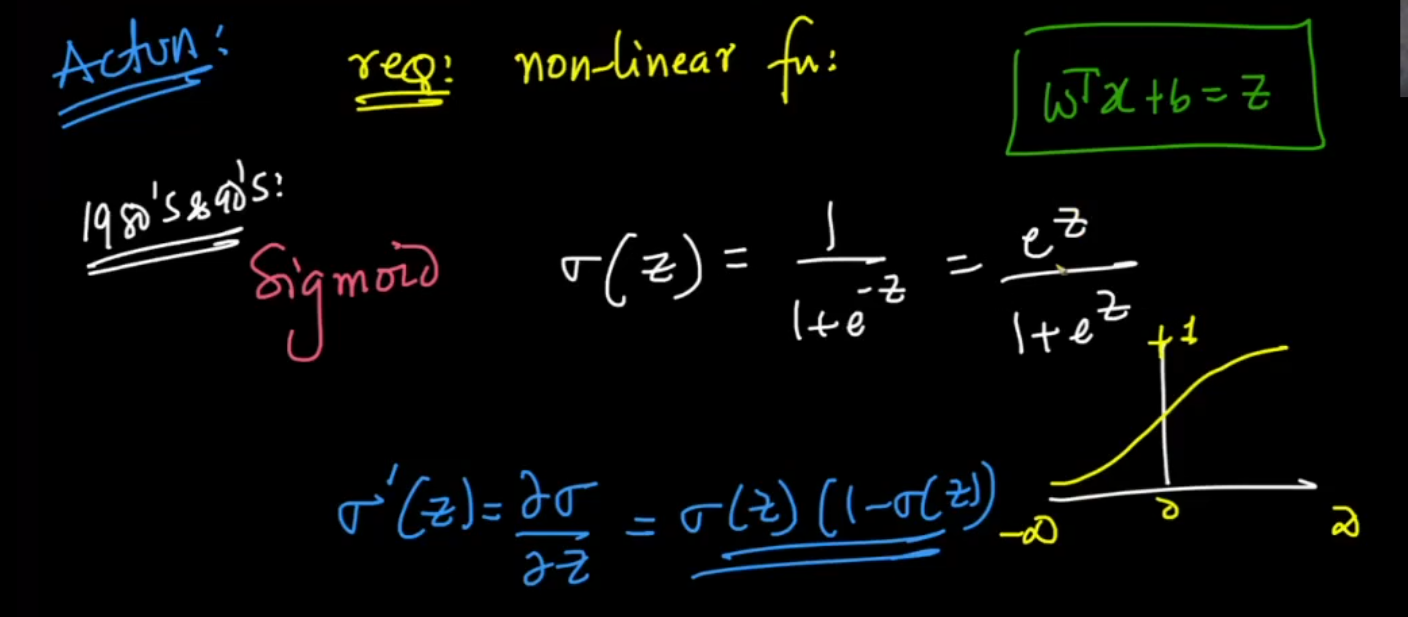 Actvn: req: non-linear fn:
wᵀx + b = z
1980's & 90's:
Sigmoid σ(z) = 1/(1+e^-z) = e^z/(1+e^z)
+1
σ'(z) = ∂σ/∂z = σ(z) (1-σ(z))
-∞ 0 ∞